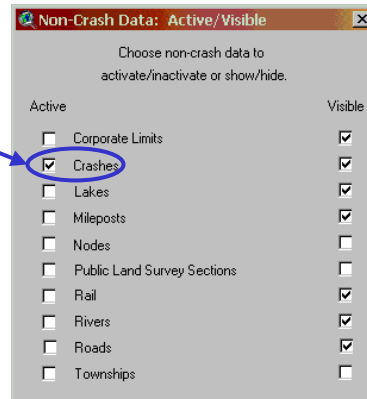 Non-Crash Data: Active/Visible
Choose non-crash data to
activate/inactivate or show/hide.
Active Visible
Corporate Limits
Crashes
Lakes
Mileposts
Nodes
Public Land Survey Sections
Rail
Rivers
Roads
Townships